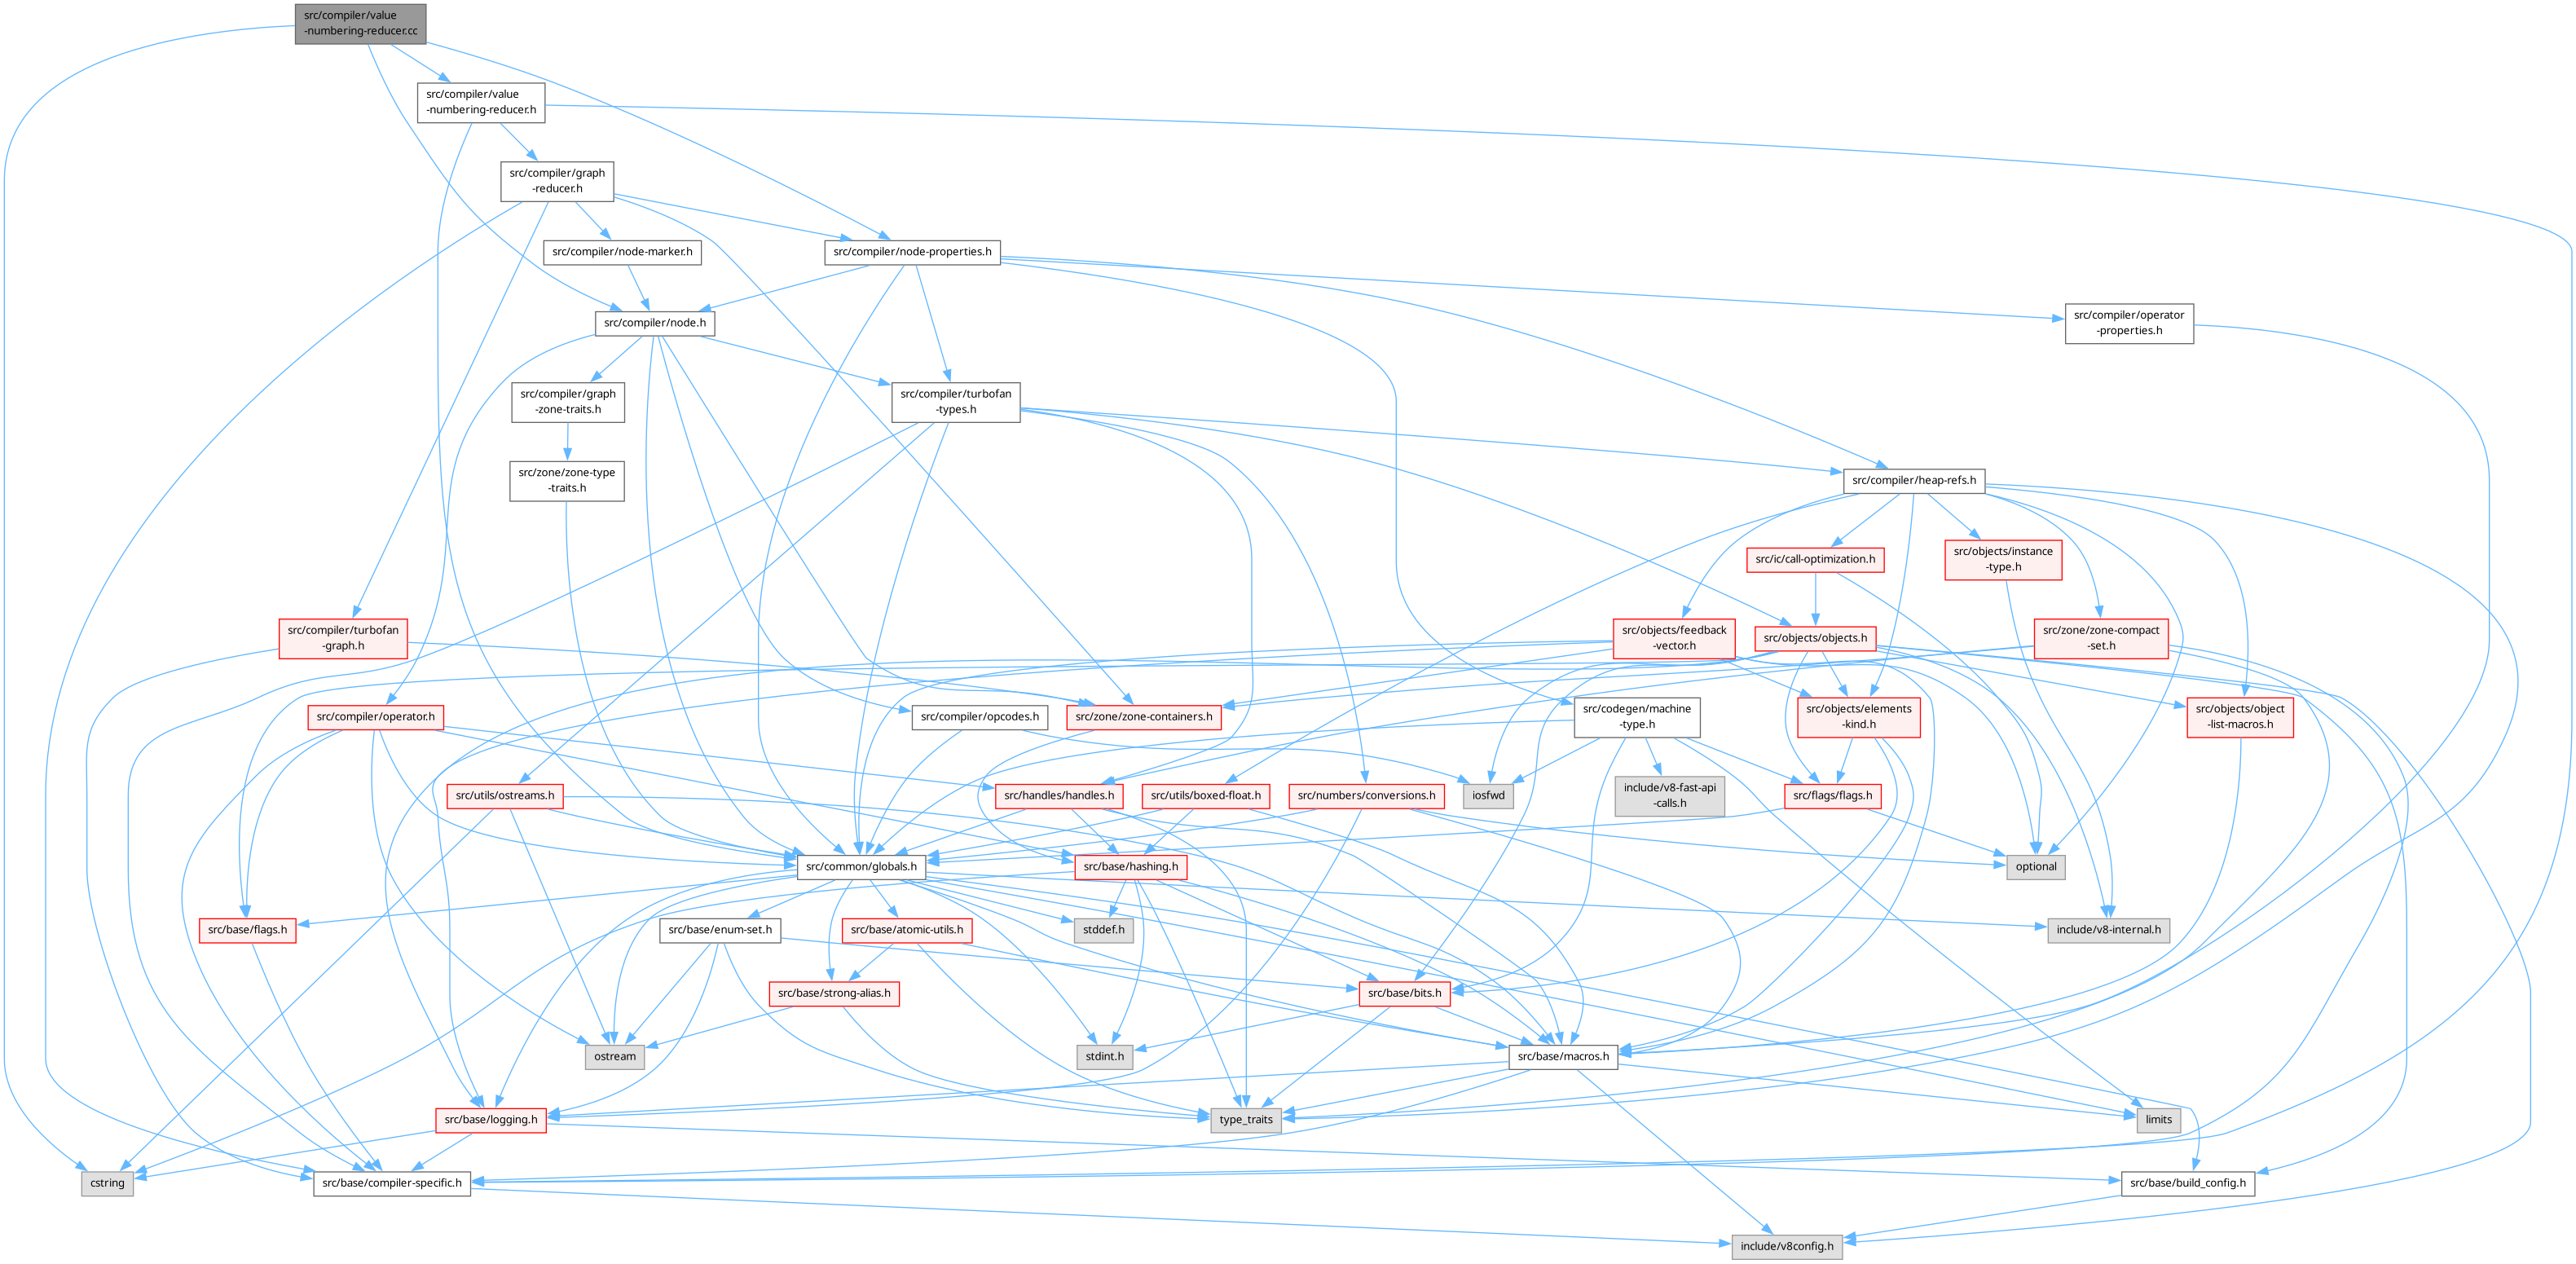 src/compiler/value
-numbering-reducer.cc
src/compiler/value
-numbering-reducer.h
src/compiler/graph
-reducer.h
src/compiler/node-marker.h
src/compiler/node-properties.h
src/compiler/operator
-properties.h
src/compiler/node.h
src/compiler/graph
-zone-traits.h
src/compiler/turbofan
-types.h
src/zone/zone-type
-traits.h
src/compiler/heap-refs.h
src/ic/call-optimization.h
src/objects/instance
-type.h
src/compiler/turbofan
-graph.h
src/objects/feedback
-vector.h
src/objects/objects.h
src/zone/zone-compact
-set.h
src/compiler/operator.h
src/compiler/opcodes.h
src/zone/zone-containers.h
src/codegen/machine
-type.h
src/objects/elements
-kind.h
src/objects/object
-list-macros.h
src/utils/ostreams.h
src/handles/handles.h
src/utils/boxed-float.h
src/numbers/conversions.h
iosfwd
include/v8-fast-api
-calls.h
src/flags/flags.h
src/common/globals.h
src/base/hashing.h
optional
src/base/flags.h
src/base/enum-set.h
src/base/atomic-utils.h
stddef.h
include/v8-internal.h
src/base/strong-alias.h
src/base/bits.h
ostream
stdint.h
src/base/macros.h
src/base/logging.h
type_traits
limits
cstring
src/base/compiler-specific.h
src/base/build_config.h
include/v8config.h